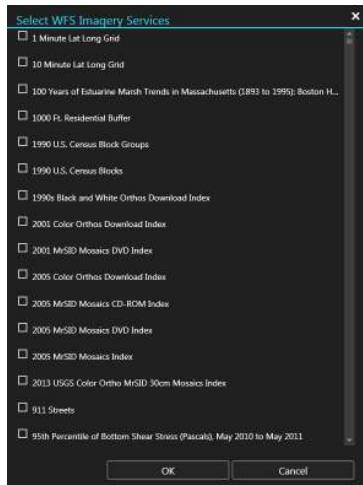 Select WFS Imagery Services
1 Minute Lat Long Grid
10 Minute Lat Long Grid
100 Years of Estuarine Marsh Trends in Massachusetts (1893 to 1995): Boston H...
1000 Ft. Residential Buffer
1990 U.S. Census Block Groups
1990 U.S. Census Blocks
1990s Black and White Orthos Download Index
2001 Color Orthos Download Index
2001 MrSID Mosaics DVD Index
2005 Color Orthos Download Index
2005 MrSID Mosaics CD-ROM Index
2005 MrSID Mosaics DVD Index
2005 MrSID Mosaics Index
2013 USGS Color Ortho MrSID 30cm Mosaics Index
911 Streets
95th Percentile of Bottom Shear Stress (Pascals), May 2010 to May 2011
OK Cancel